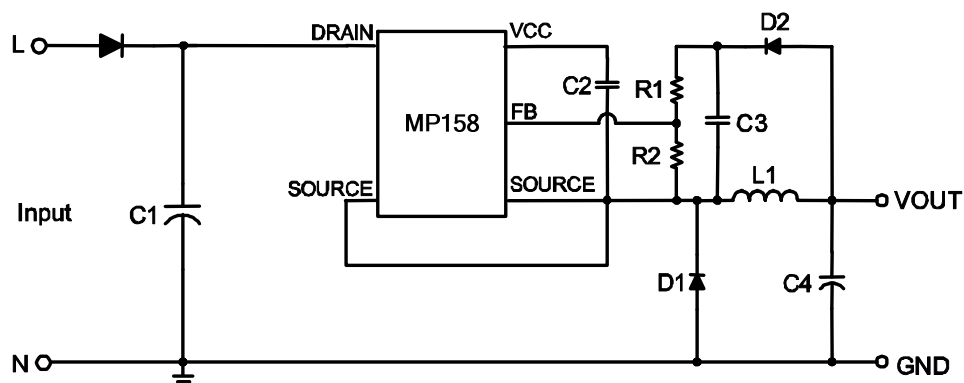 L
DRAIN
VCC
D2
C2
R1
FB
MP158
C3
R2
L1
SOURCE
SOURCE
VOUT
Input
C1
D1
C4
N
GND